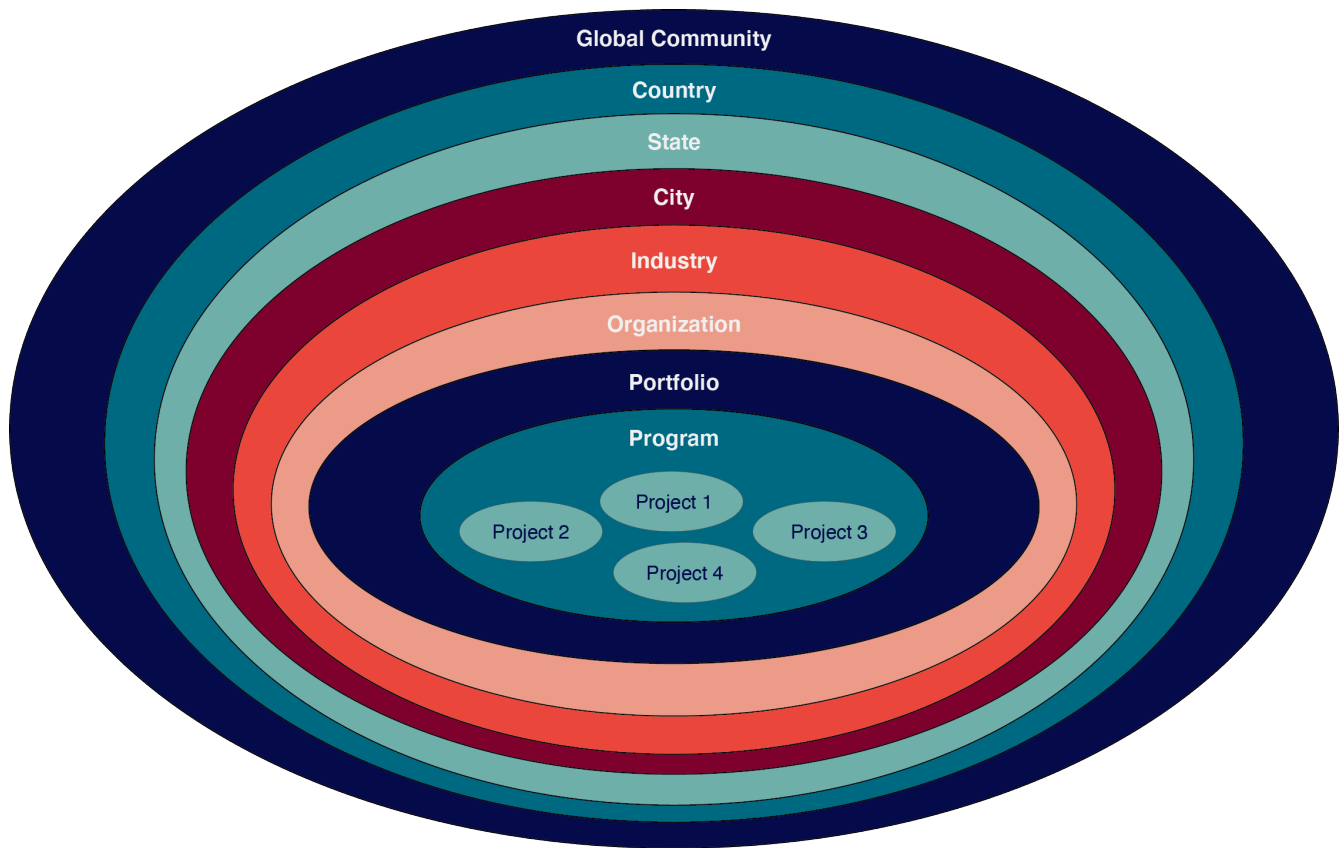 Global Community
Country
State
City
Industry
Organization
Portfolio
Program
Project 1
Project 2
Project 3
Project 4